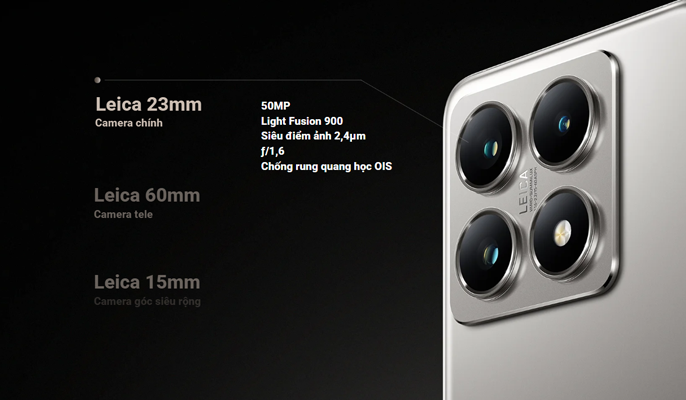 Leica 23mm
Camera chính
50MP
Light Fusion 900
Siêu điểm ảnh 2,4μm
ƒ/1,6
Chống rung quang học OIS
Leica 60mm
Camera tele
Leica 15mm
Camera góc siêu rộng
LEICA